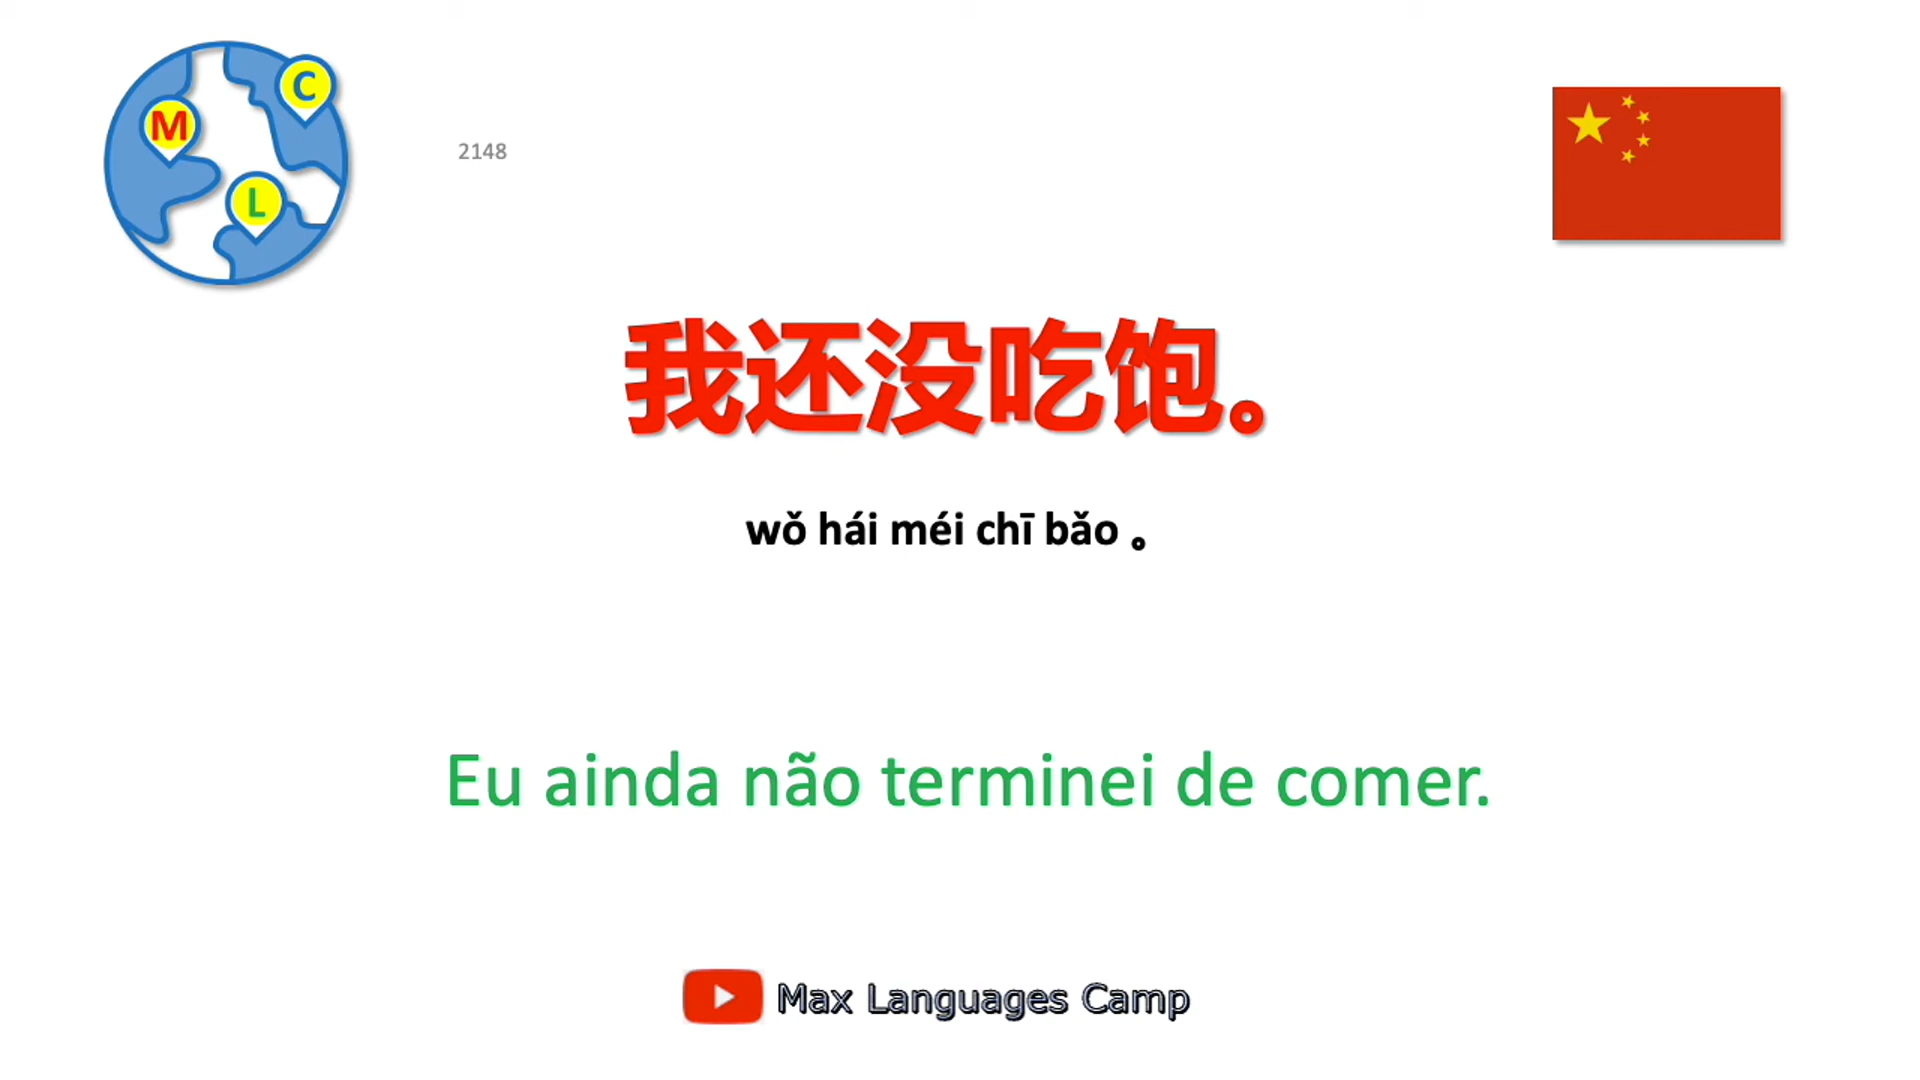 M
C
L
2148
我还没吃饱。
wǒ hái méi chī bǎo 。
Eu ainda não terminei de comer.
Max Languages Camp